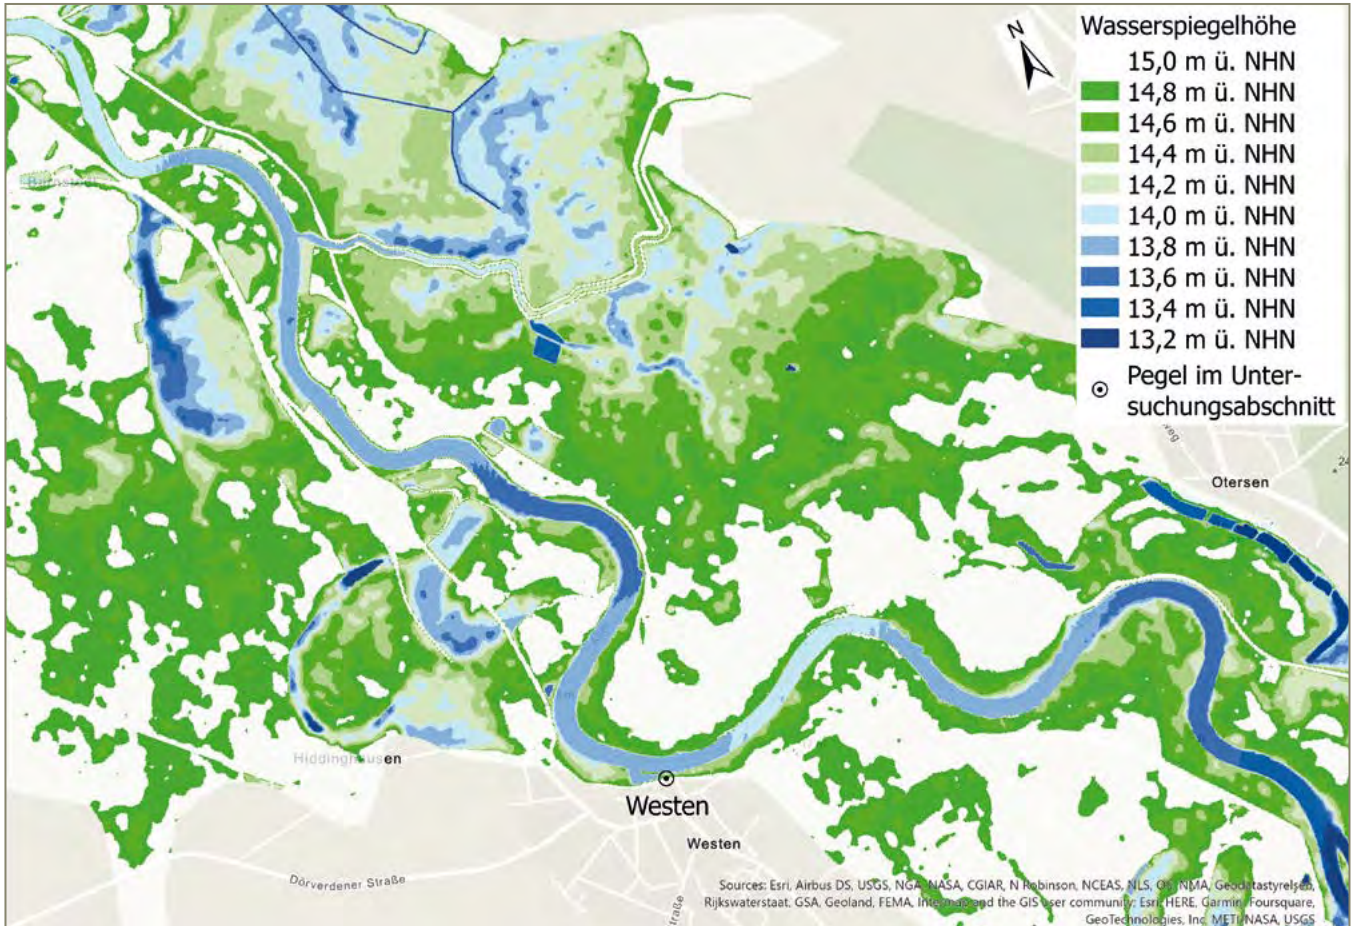 N
Wasserspiegelhöhe
15,0 m ü. NHN
14,8 m ü. NHN
14,6 m ü. NHN
14,4 m ü. NHN
14,2 m ü. NHN
14,0 m ü. NHN
13,8 m ü. NHN
13,6 m ü. NHN
13,4 m ü. NHN
13,2 m ü. NHN
Pegel im Unter-
suchungsabschnitt
Otersen
Hiddinghausen
Westen
Westen
Dörverdener Straße
Sources: Esri, Airbus DS, USGS, NGA, NASA, CGIAR, N Robinson, NCEAS, NLS, OS, NMA, Geodatastyrelsen,
Rijkswaterstaat, GSA, Geoland, FEMA, Intermap and the GIS user community; Esri, HERE, Garmin, Foursquare,
GeoTechnologies, Inc, METI/NASA, USGS